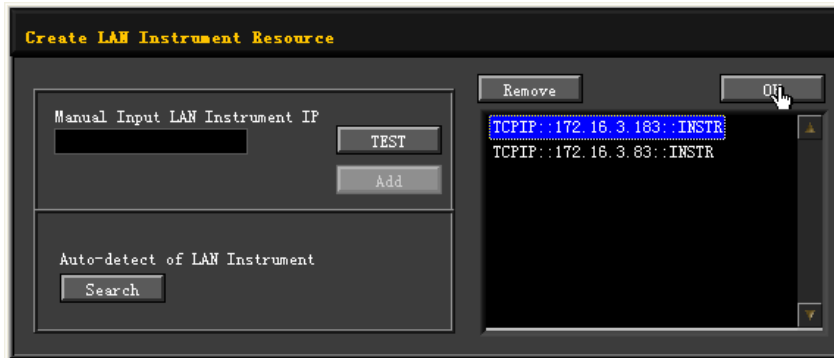 Create LAN Instrument Resource
Remove
Manual Input LAN Instrument IP
TEST
Add
TCPIP::172.16.3.183::INSTR
TCPIP::172.16.3.83::INSTR
Auto-detect of LAN Instrument
Search